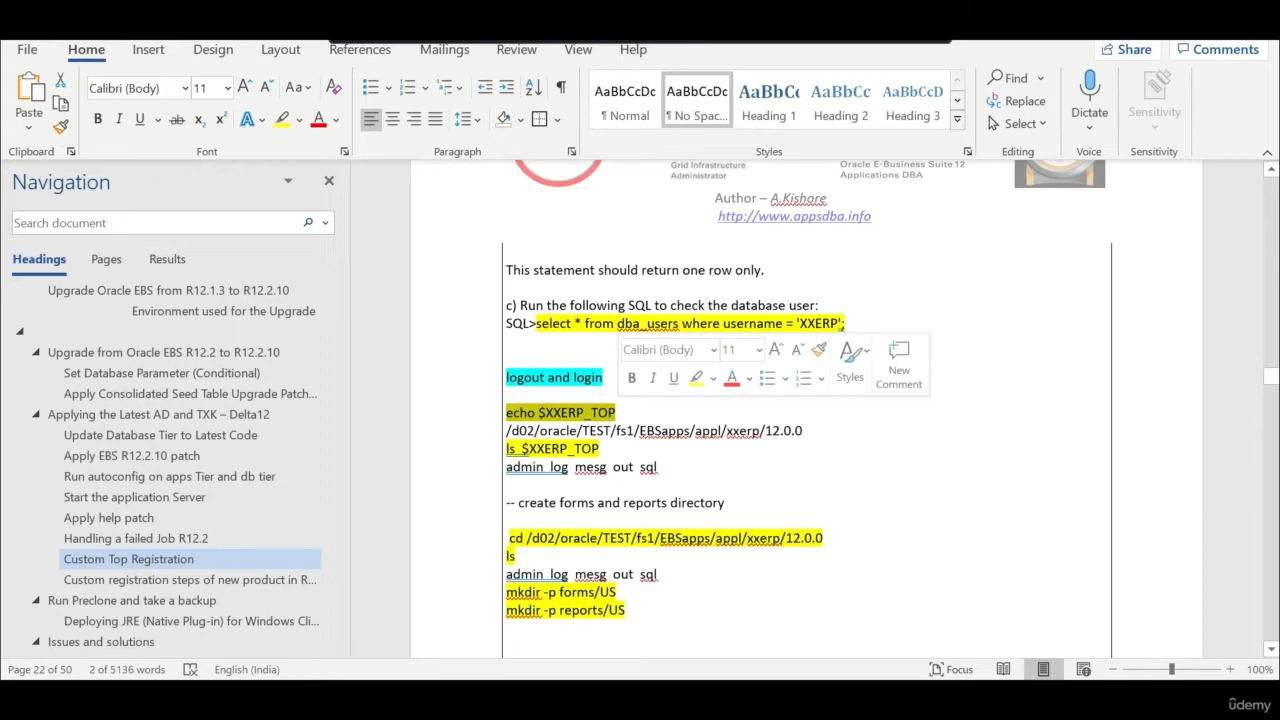 File Home Insert Design Layout References Mailings Review View Help Share Comments
Paste
Clipboard
Calibri (Body) 11
Font
Paragraph
AaBbCcDc AaBbCcDc AaBbCc AaBbCc AaBbCcD
¶ Normal ¶ No Spac... Heading 1 Heading 2 Heading 3
Styles
Find
Replace
Select
Editing
Dictate
Voice
Sensitivity
Sensitivity
Navigation
Search document
Headings Pages Results
Upgrade Oracle EBS from R12.1.3 to R12.2.10
Environment used for the Upgrade
Upgrade from Oracle EBS R12.2 to R12.2.10
Set Database Parameter (Conditional)
Apply Consolidated Seed Table Upgrade Patch...
Applying the Latest AD and TXK – Delta12
Update Database Tier to Latest Code
Apply EBS R12.2.10 patch
Run autoconfig on apps Tier and db tier
Start the application Server
Apply help patch
Handling a failed Job R12.2
Custom Top Registration
Custom registration steps of new product in R...
Run Preclone and take a backup
Deploying JRE (Native Plug-in) for Windows Cli...
Issues and solutions
Grid Infrastructure
Administrator
Oracle E-Business Suite 12
Applications DBA
Author – A.Kishore
http://www.appsdba.info
This statement should return one row only.
c) Run the following SQL to check the database user:
SQL>select * from dba_users where username = 'XXERP';
Calibri (Body) 11
Styles
New
Comment
logout and login
echo $XXERP_TOP
/d02/oracle/TEST/fs1/EBSapps/appl/xxerp/12.0.0
ls $XXERP_TOP
admin log mesg out sql
-- create forms and reports directory
cd /d02/oracle/TEST/fs1/EBSapps/appl/xxerp/12.0.0
ls
admin log mesg out sql
mkdir -p forms/US
mkdir -p reports/US
Page 22 of 50 2 of 5136 words English (India) Focus 100%
ûdemy